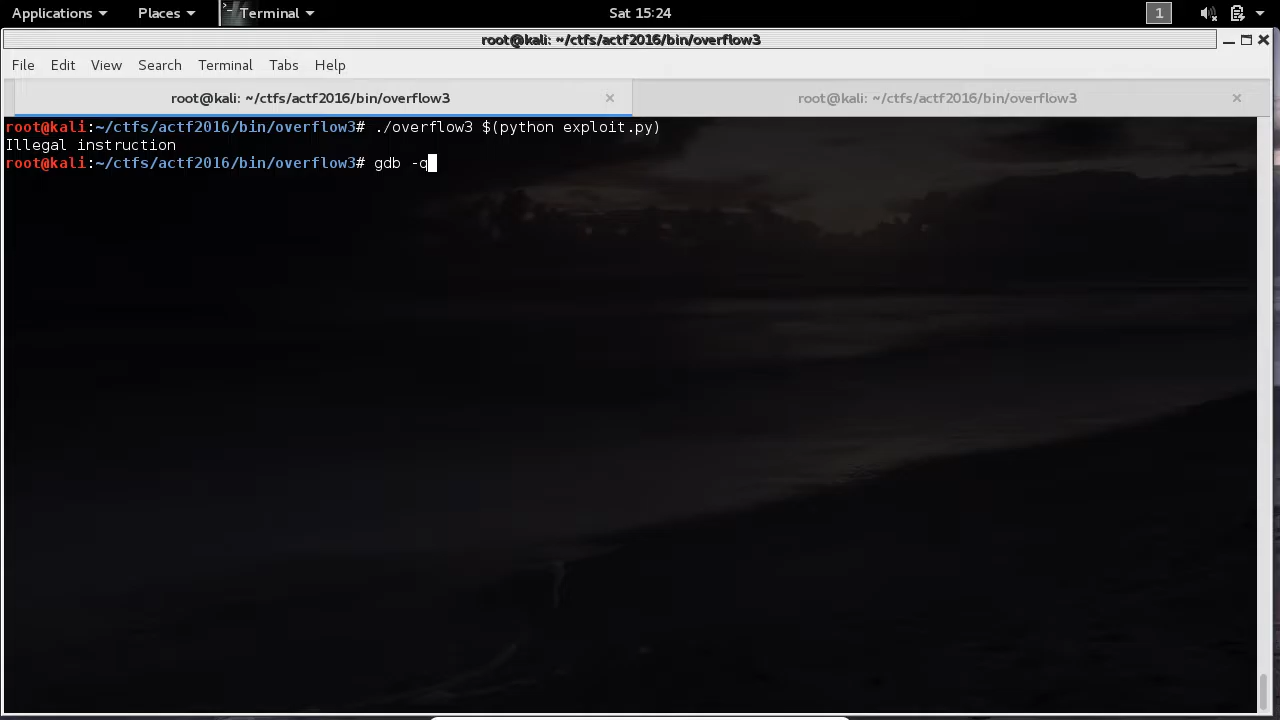 Applications Places Terminal Sat 15:24 1
root@kali: ~/ctfs/actf2016/bin/overflow3
File Edit View Search Terminal Tabs Help
root@kali: ~/ctfs/actf2016/bin/overflow3 × root@kali: ~/ctfs/actf2016/bin/overflow3 ×
root@kali:~/ctfs/actf2016/bin/overflow3# ./overflow3 $(python exploit.py)
Illegal instruction
root@kali:~/ctfs/actf2016/bin/overflow3# gdb -q